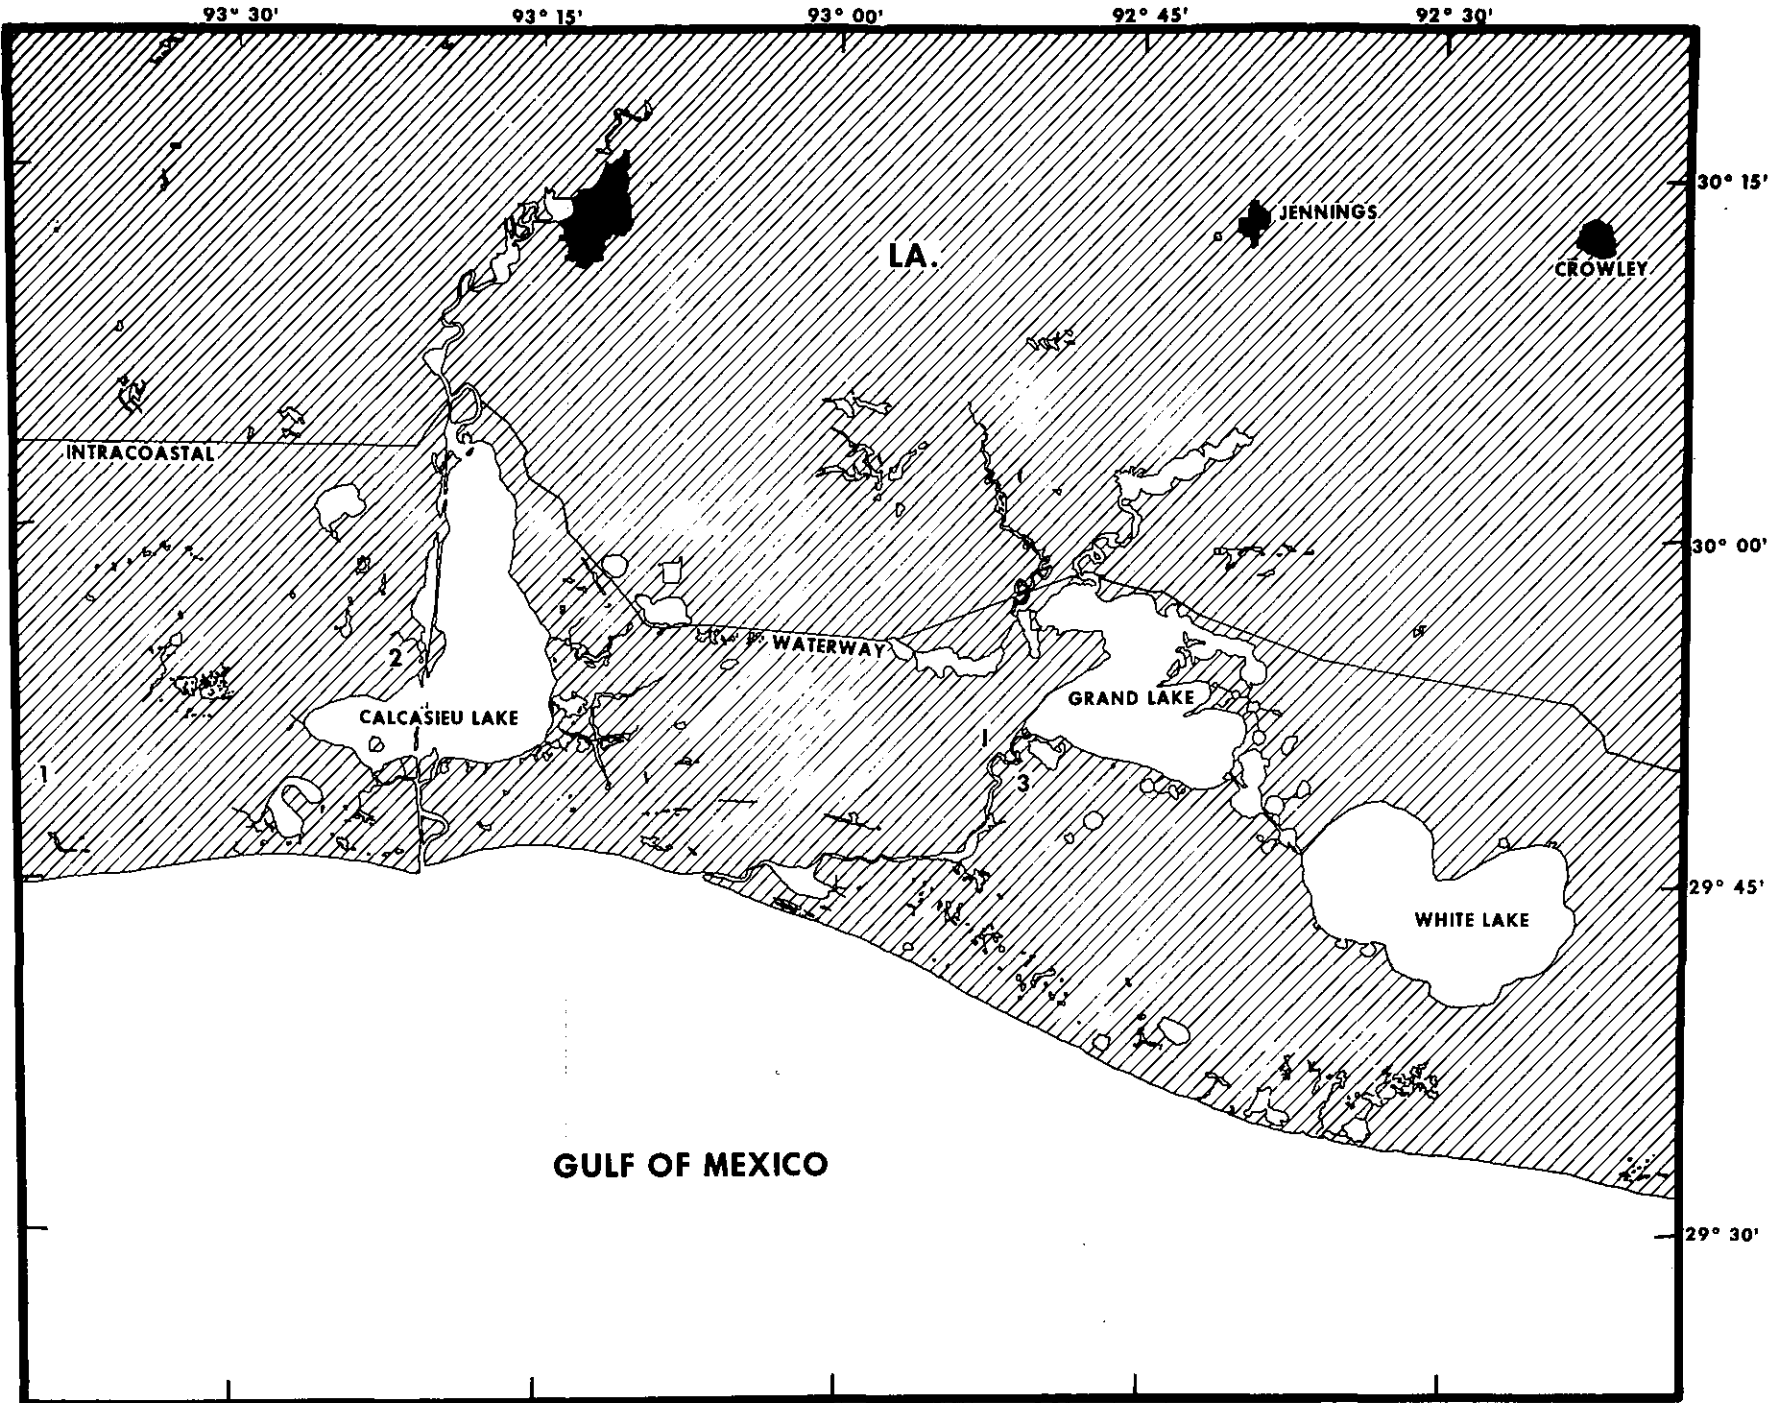 93° 30' 93° 15' 93° 00' 92° 45' 92° 30'
30° 15'
JENNINGS
LA.
CROWLEY
INTRACOASTAL
30° 00'
9
WATERWAY
2
GRAND LAKE
CALCASIEU LAKE
1
1
3
29° 45'
WHITE LAKE
GULF OF MEXICO
29° 30'